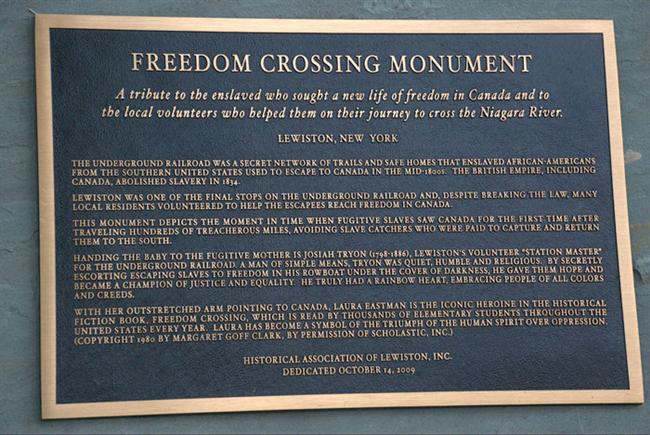 FREEDOM CROSSING MONUMENT
A tribute to the enslaved who sought a new life of freedom in Canada and to
the local volunteers who helped them on their journey to cross the Niagara River.
LEWISTON, NEW YORK
THE UNDERGROUND RAILROAD WAS A SECRET NETWORK OF TRAILS AND SAFE HOMES THAT ENSLAVED AFRICAN-AMERICANS
FROM THE SOUTHERN UNITED STATES USED TO ESCAPE TO CANADA IN THE MID-1800S. THE BRITISH EMPIRE, INCLUDING
CANADA, ABOLISHED SLAVERY IN 1834.
LEWISTON WAS ONE OF THE FINAL STOPS ON THE UNDERGROUND RAILROAD AND, DESPITE BREAKING THE LAW, MANY
LOCAL RESIDENTS VOLUNTEERED TO HELP THE ESCAPEES REACH FREEDOM IN CANADA.
THIS MONUMENT DEPICTS THE MOMENT IN TIME WHEN FUGITIVE SLAVES SAW CANADA FOR THE FIRST TIME AFTER
TRAVELING HUNDREDS OF TREACHEROUS MILES, AVOIDING SLAVE CATCHERS WHO WERE PAID TO CAPTURE AND RETURN
THEM TO THE SOUTH.
HANDING THE BABY TO THE FUGITIVE MOTHER IS JOSIAH TRYON (1798-1886), LEWISTON'S VOLUNTEER "STATION MASTER"
FOR THE UNDERGROUND RAILROAD. A MAN OF SIMPLE MEANS, TRYON WAS QUIET, HUMBLE AND RELIGIOUS. BY SECRETLY
ESCORTING ESCAPING SLAVES TO FREEDOM IN HIS ROWBOAT UNDER THE COVER OF DARKNESS, HE GAVE THEM HOPE AND
BECAME A CHAMPION OF JUSTICE AND EQUALITY. HE TRULY HAD A RAINBOW HEART, EMBRACING PEOPLE OF ALL COLORS
AND CREEDS.
WITH HER OUTSTRETCHED ARM POINTING TO CANADA, LAURA EASTMAN IS THE ICONIC HEROINE IN THE HISTORICAL
FICTION BOOK, FREEDOM CROSSING, WHICH IS READ BY THOUSANDS OF ELEMENTARY STUDENTS THROUGHOUT THE
UNITED STATES EVERY YEAR. LAURA HAS BECOME A SYMBOL OF THE TRIUMPH OF THE HUMAN SPIRIT OVER OPPRESSION.
(COPYRIGHT 1980 BY MARGARET GOFF CLARK, BY PERMISSION OF SCHOLASTIC, INC.)
HISTORICAL ASSOCIATION OF LEWISTON, INC.
DEDICATED OCTOBER 14, 2009